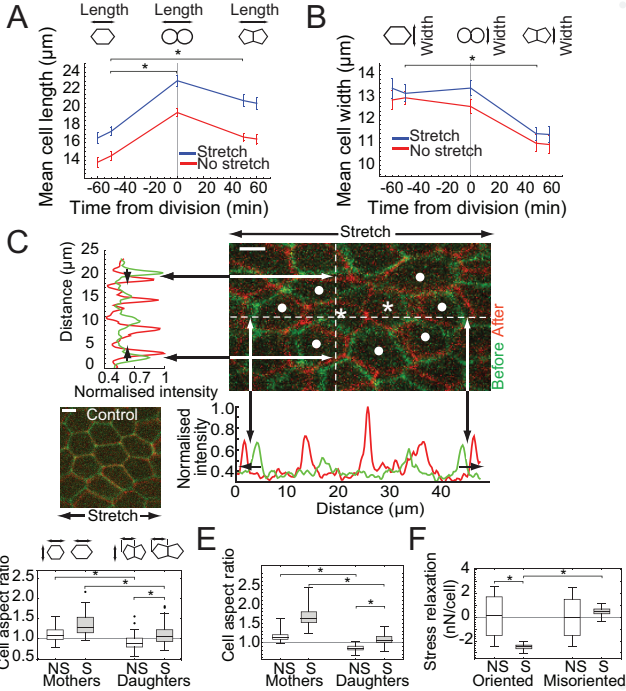 A
Length
Length
Length
Mean cell length (µm)
24
22
20
18
16
14
*
*
Stretch
No stretch
-60
-40
-20
0
20
40
60
Time from division (min)
B
Width
Width
Width
Mean cell width (µm)
14
13
12
11
10
*
Stretch
No stretch
-60
-40
-20
0
20
40
60
Time from division (min)
C
Stretch
Distance (µm)
25
20
15
10
5
0
0.4
0.7
1
Normalised intensity
*
*
Before After
Control
Stretch
Normalised
intensity
1.0
0.8
0.6
0.4
0
10
20
30
40
Distance (µm)
Cell aspect ratio
2.0
1.5
1.0
0.5
*
*
*
NS
S
NS
S
Mothers
Daughters
E
Cell aspect ratio
2.5
2.0
1.5
1.0
*
*
*
NS
S
NS
S
Mothers
Daughters
F
Stress relaxation
(nN/cell)
2
0
-2
*
*
NS
S
NS
S
Oriented
Misoriented